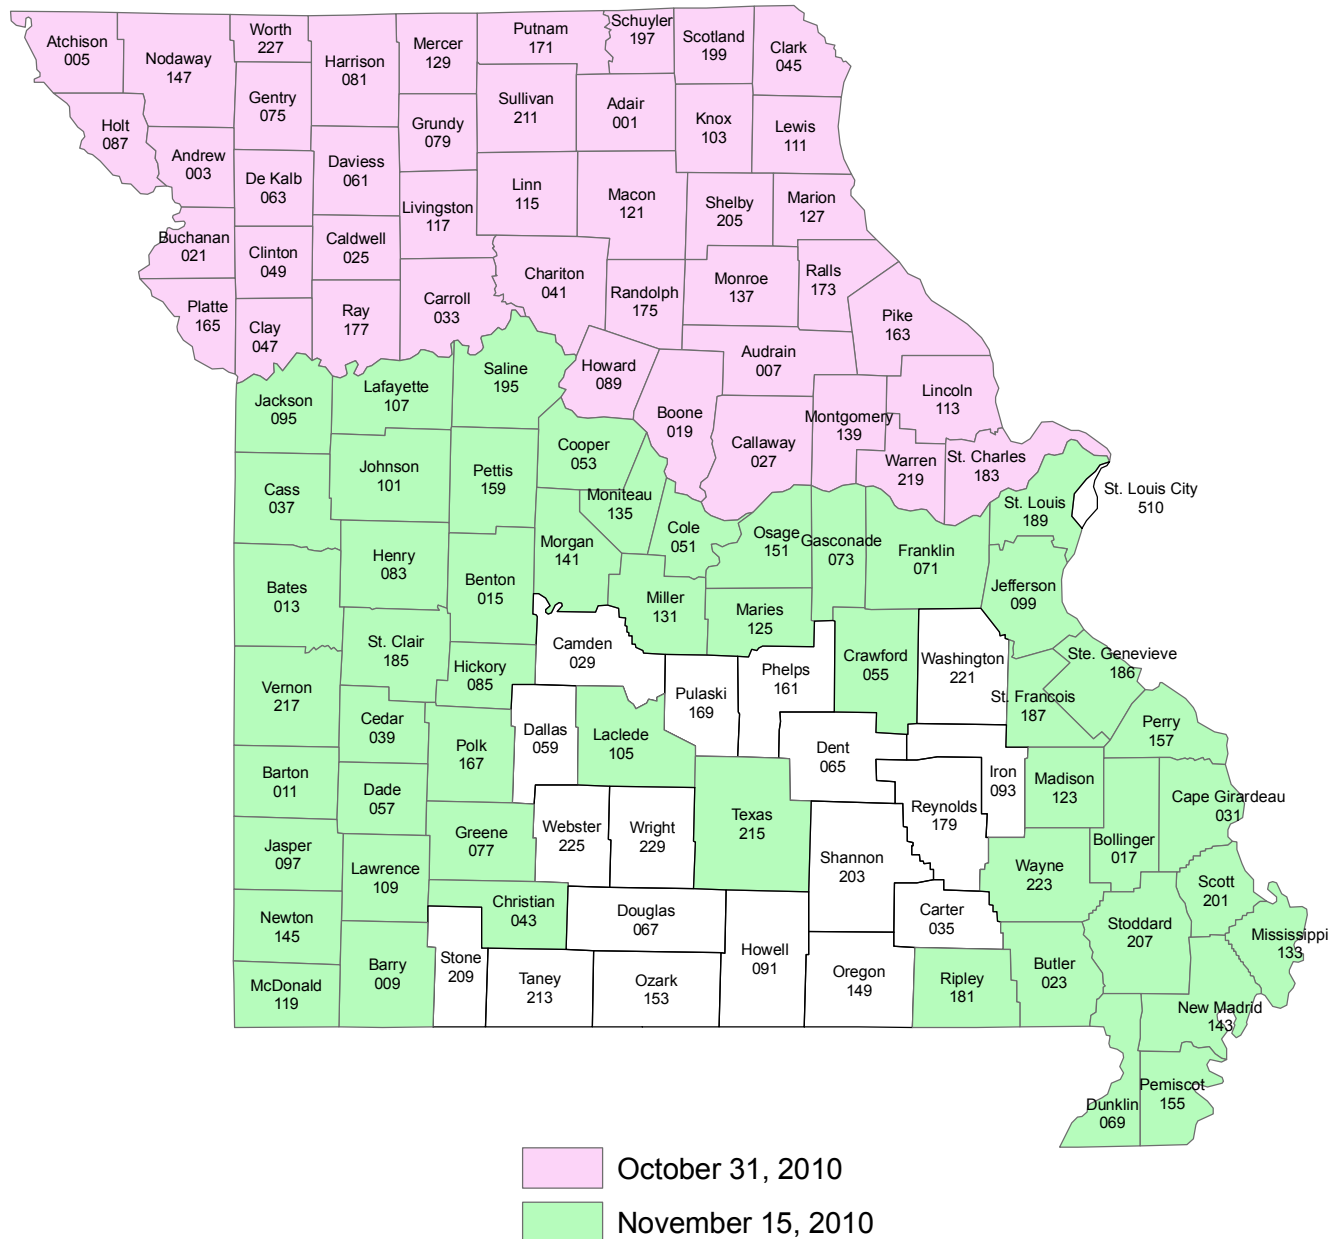 Atchison
005
Nodaway
147
Worth
227
Harrison
081
Mercer
129
Putnam
171
Schuyler
197
Scotland
199
Clark
045
Gentry
075
Sullivan
211
Adair
001
Knox
103
Lewis
111
Holt
087
Andrew
003
De Kalb
063
Daviess
061
Grundy
079
Livingston
117
Linn
115
Macon
121
Shelby
205
Marion
127
Buchanan
021
Clinton
049
Caldwell
025
Carroll
033
Chariton
041
Randolph
175
Monroe
137
Ralls
173
Pike
163
Platte
165
Clay
047
Ray
177
Saline
195
Howard
089
Boone
019
Audrain
007
Callaway
027
Montgomery
139
Lincoln
113
Warren
219
St. Charles
183
Jackson
095
Lafayette
107
Johnson
101
Pettis
159
Cooper
053
Moniteau
135
Cole
051
Osage
151
Gasconade
073
Franklin
071
St. Louis
189
St. Louis City
510
Cass
037
Henry
083
Benton
015
Morgan
141
Miller
131
Maries
125
Jefferson
099
Bates
013
St. Clair
185
Hickory
085
Camden
029
Pulaski
169
Phelps
161
Crawford
055
Washington
221
St. Francois
187
Ste. Genevieve
186
Perry
157
Vernon
217
Cedar
039
Polk
167
Dallas
059
Laclede
105
Dent
065
Iron
093
Reynolds
179
Madison
123
Bollinger
017
Cape Girardeau
031
Barton
011
Dade
057
Greene
077
Webster
225
Wright
229
Texas
215
Shannon
203
Wayne
223
Scott
201
Jasper
097
Lawrence
109
Christian
043
Douglas
067
Howell
091
Carter
035
Stoddard
207
Mississippi
133
Newton
145
McDonald
119
Barry
009
Stone
209
Taney
213
Ozark
153
Oregon
149
Ripley
181
Butler
023
New Madrid
143
Dunklin
069
Pemiscot
155
October 31, 2010
November 15, 2010